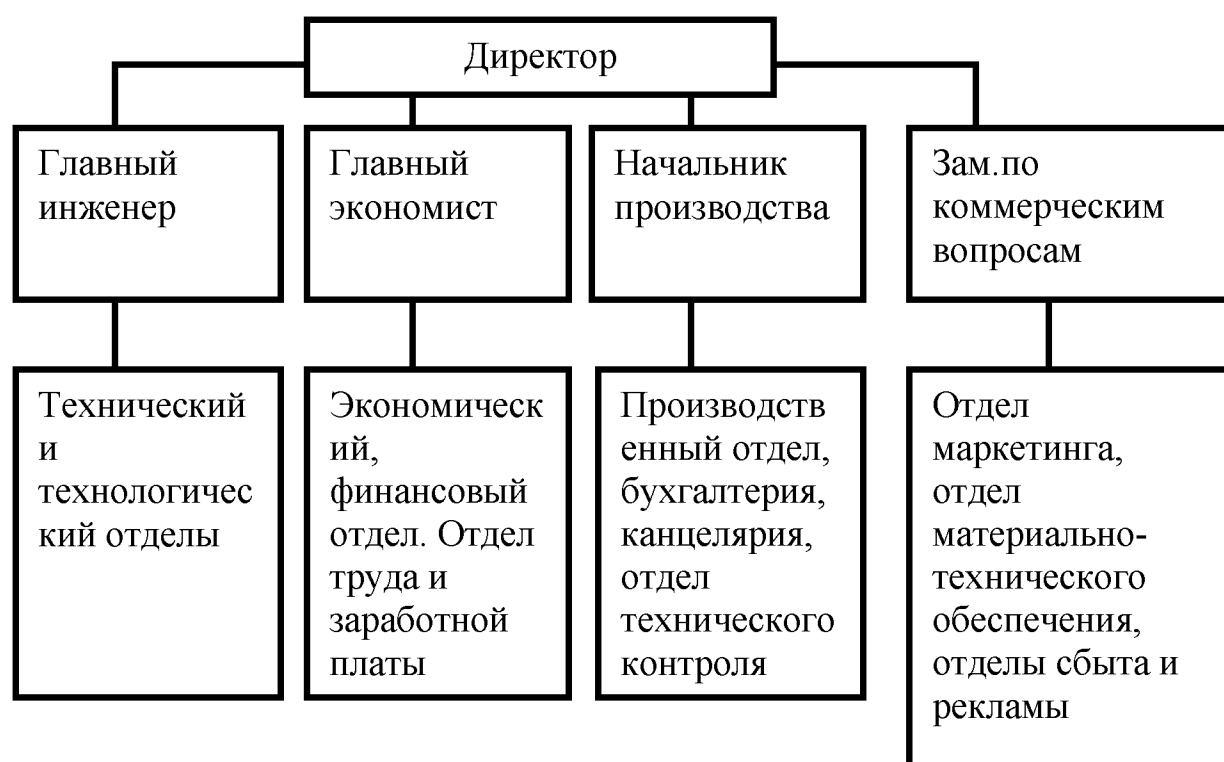 Директор
Главный
инженер
Главный
экономист
Начальник
производства
Зам.по
коммерческим
вопросам
Технический
и
технологичес
кий отделы
Экономическ
ий,
финансовый
отдел. Отдел
труда и
заработной
платы
Производств
енный отдел,
бухгалтерия,
канцелярия,
отдел
технического
контроля
Отдел
маркетинга,
отдел
материально-
технического
обеспечения,
отделы сбыта и
рекламы